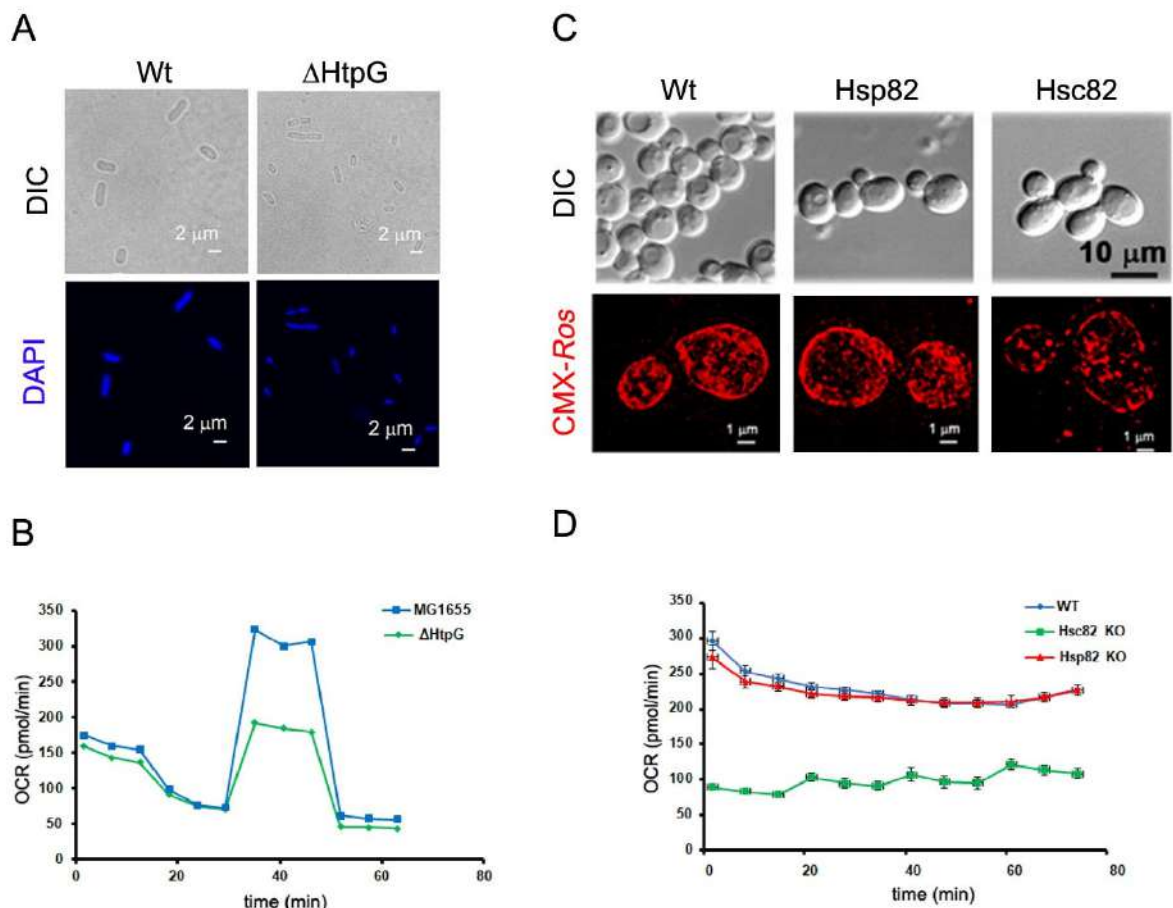 A
Wt
ΔHtpG
DIC
2 μm
2 μm
DAPI
2 μm
2 μm
B
350
300
250
200
150
100
50
0
OCR (pmol/min)
MG1655
ΔHtpG
0
20
40
60
80
time (min)
C
Wt
Hsp82
Hsc82
DIC
10 μm
CMX-Ros
1 μm
1 μm
1 μm
D
350
300
250
200
150
100
50
0
OCR (pmol/min)
WT
Hsc82 KO
Hsp82 KO
0
20
40
60
80
time (min)